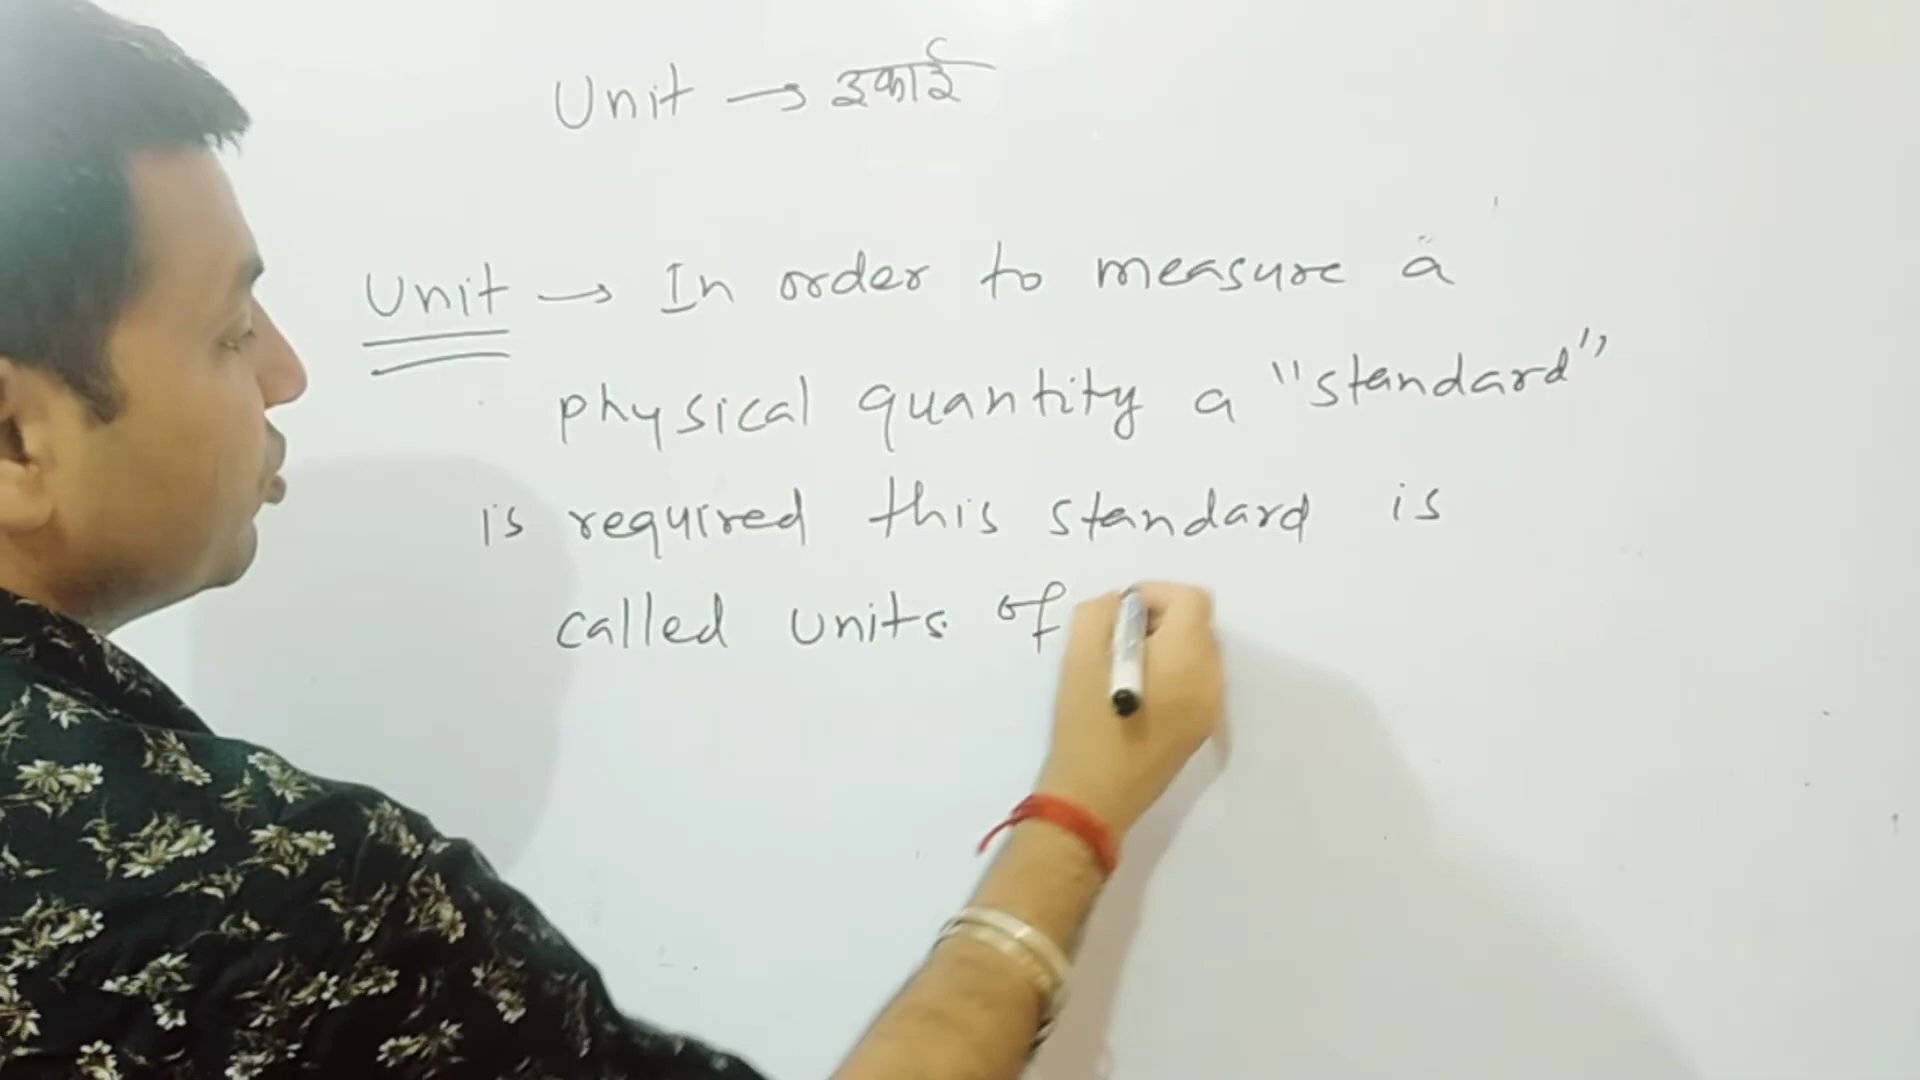 Unit → इकाई
Unit → In order to measure a
physical quantity a "standard"
is required this standard is
called units of